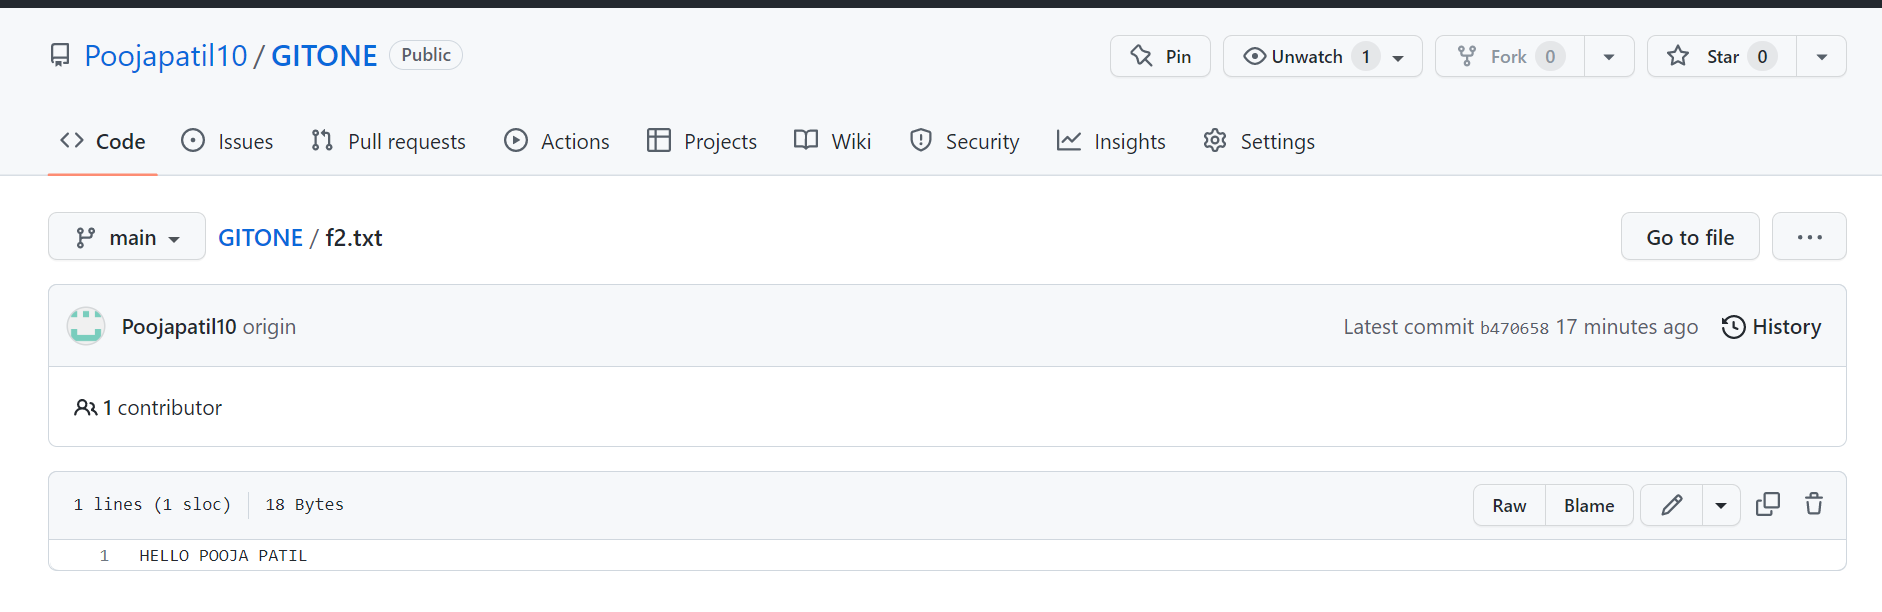 Poojapatil10 / GITONE Public Pin Unwatch 1 Fork 0 Star 0
Code Issues Pull requests Actions Projects Wiki Security Insights Settings
main GITONE / f2.txt Go to file ...
Poojapatil10 origin Latest commit b470658 17 minutes ago History
1 contributor
1 lines (1 sloc) 18 Bytes Raw Blame
1 HELLO POOJA PATIL